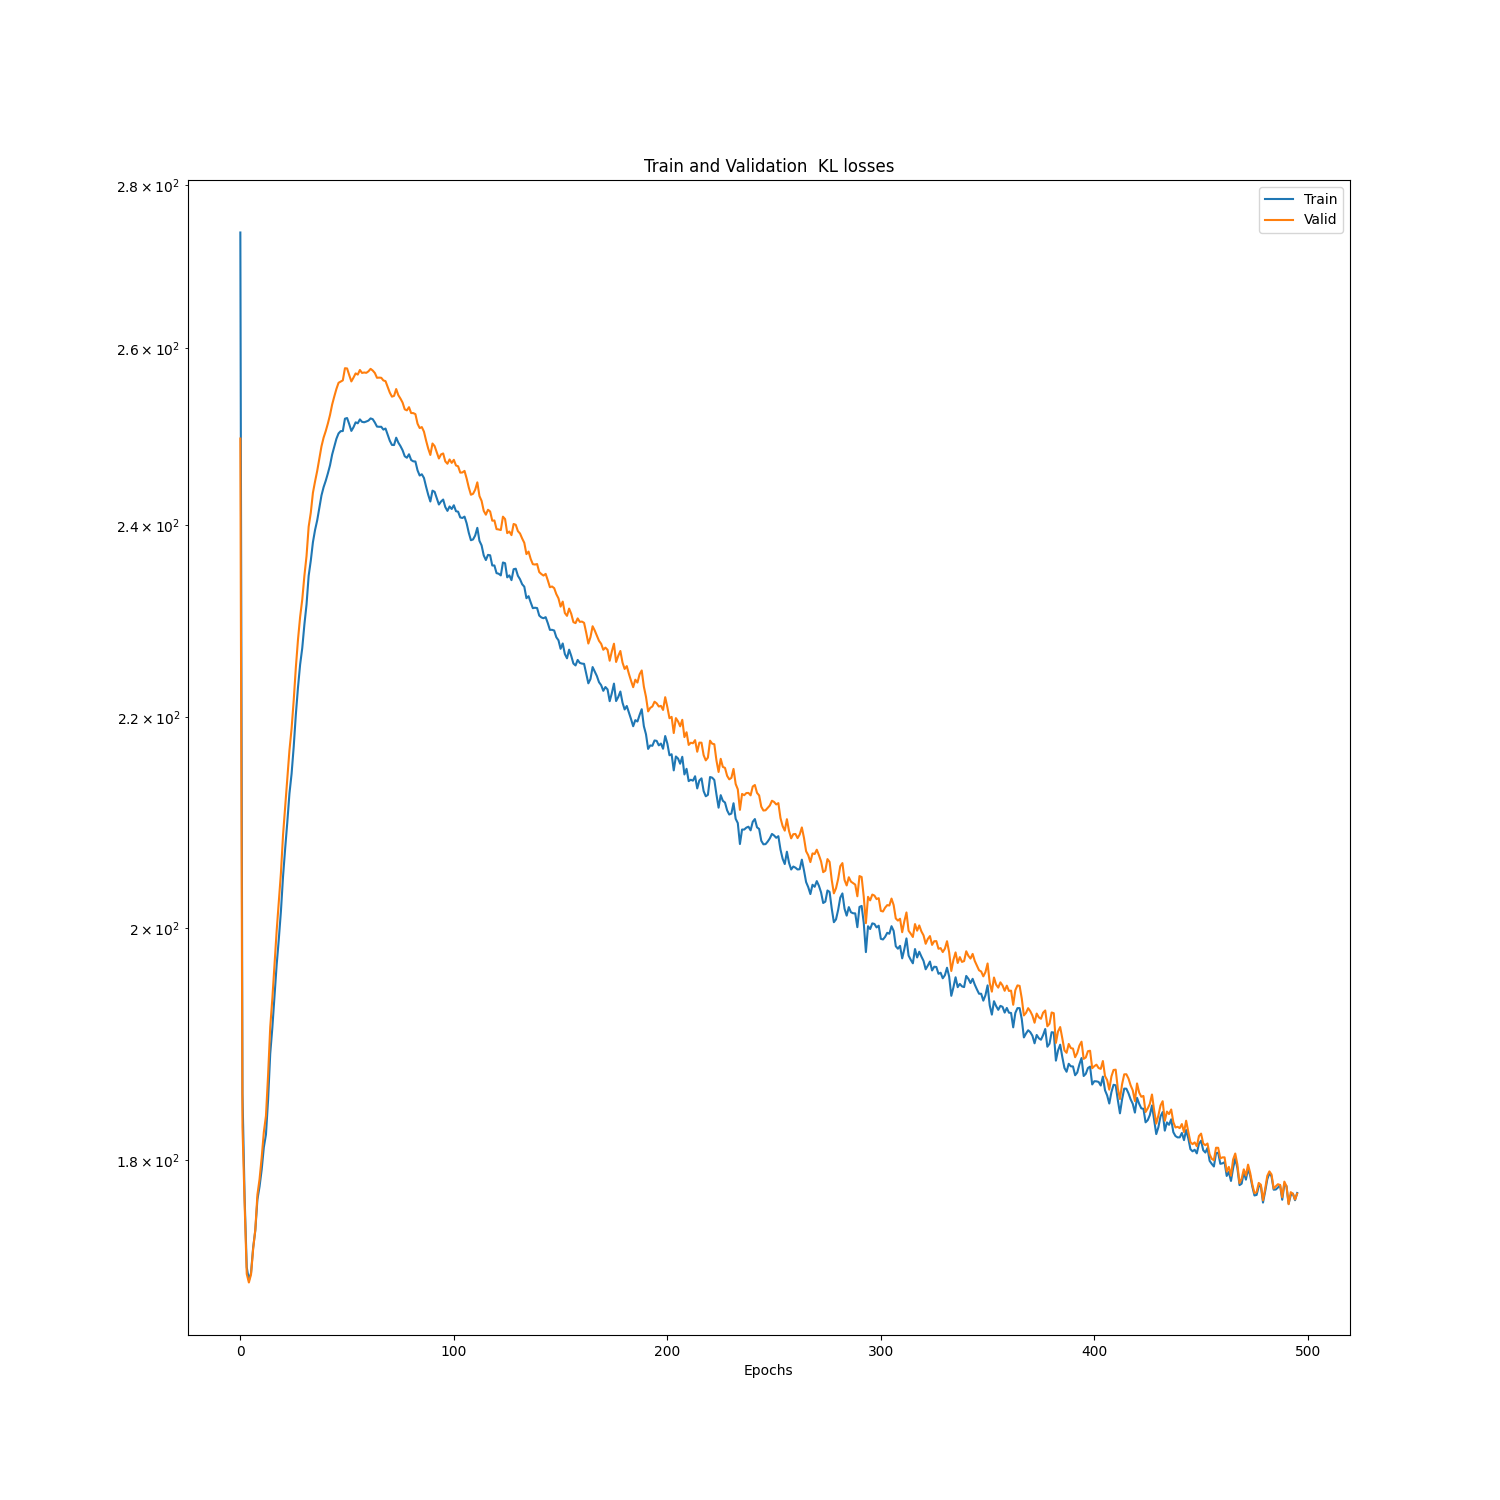 Train and Validation  KL losses
Train
Valid
2.8 × 10²
2.6 × 10²
2.4 × 10²
2.2 × 10²
2 × 10²
1.8 × 10²
0 100 200 300 400 500
Epochs